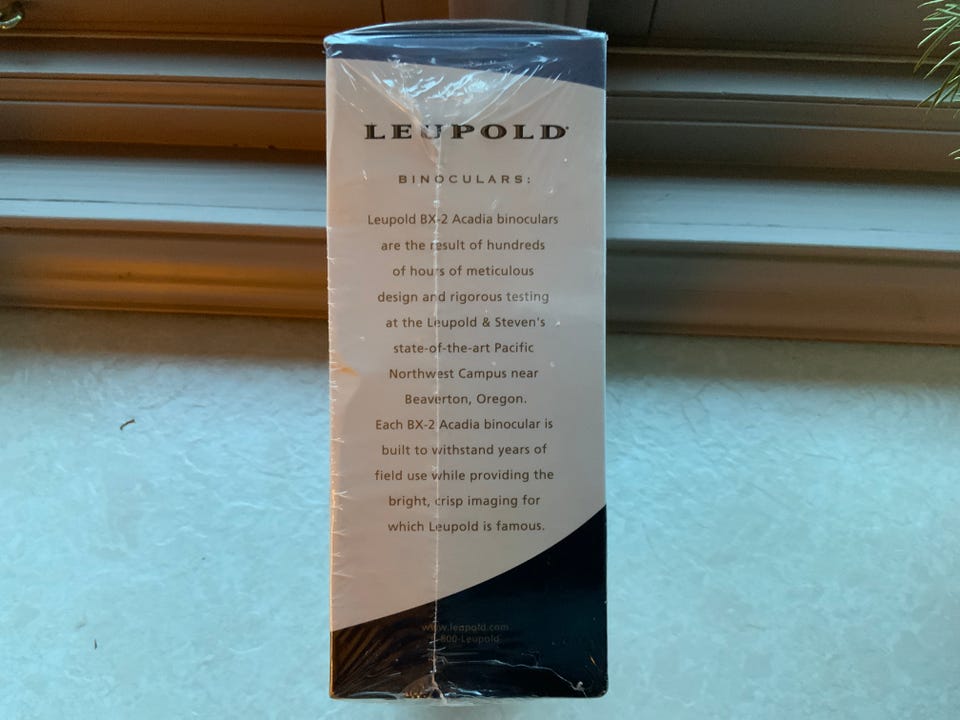 LEUPOLD
BINOCULARS:
Leupold BX-2 Acadia binoculars
are the result of hundreds
of hours of meticulous
design and rigorous testing
at the Leupold & Steven's
state-of-the-art Pacific
Northwest Campus near
Beaverton, Oregon.
Each BX-2 Acadia binocular is
built to withstand years of
field use while providing the
bright, crisp imaging for
which Leupold is famous.
www.leupold.com
1-800-Leupold